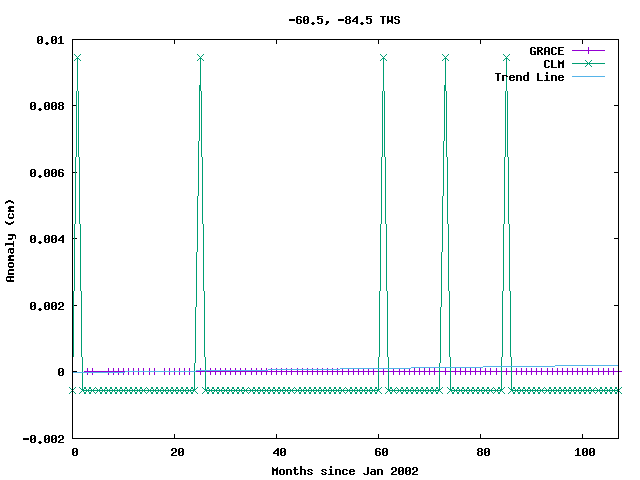 -60.5, -84.5 TWS
GRACE
CLM
Trend Line
0.01
0.008
0.006
0.004
0.002
0
-0.002
Anomaly (cm)
0 20 40 60 80 100
Months since Jan 2002